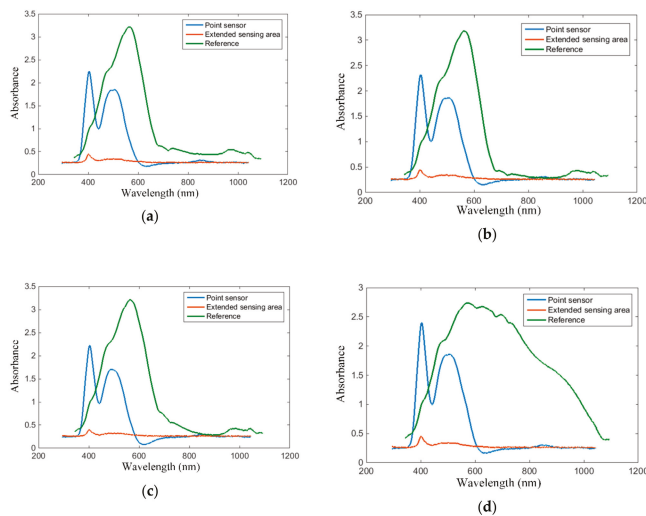 3.5
3
2.5
2
1.5
1
0.5
0
Absorbance
200 400 600 800 1000 1200
Wavelength (nm)
Point sensor
Extended sensing area
Reference
(a)
3.5
3
2.5
2
1.5
1
0.5
0
Absorbance
200 400 600 800 1000 1200
Wavelength (nm)
Point sensor
Extended sensing area
Reference
(b)
3.5
3
2.5
2
1.5
1
0.5
0
Absorbance
200 400 600 800 1000 1200
Wavelength (nm)
Point sensor
Extended sensing area
Reference
(c)
3
2.5
2
1.5
1
0.5
0
Absorbance
200 400 600 800 1000 1200
Wavelength (nm)
Point sensor
Extended sensing area
Reference
(d)